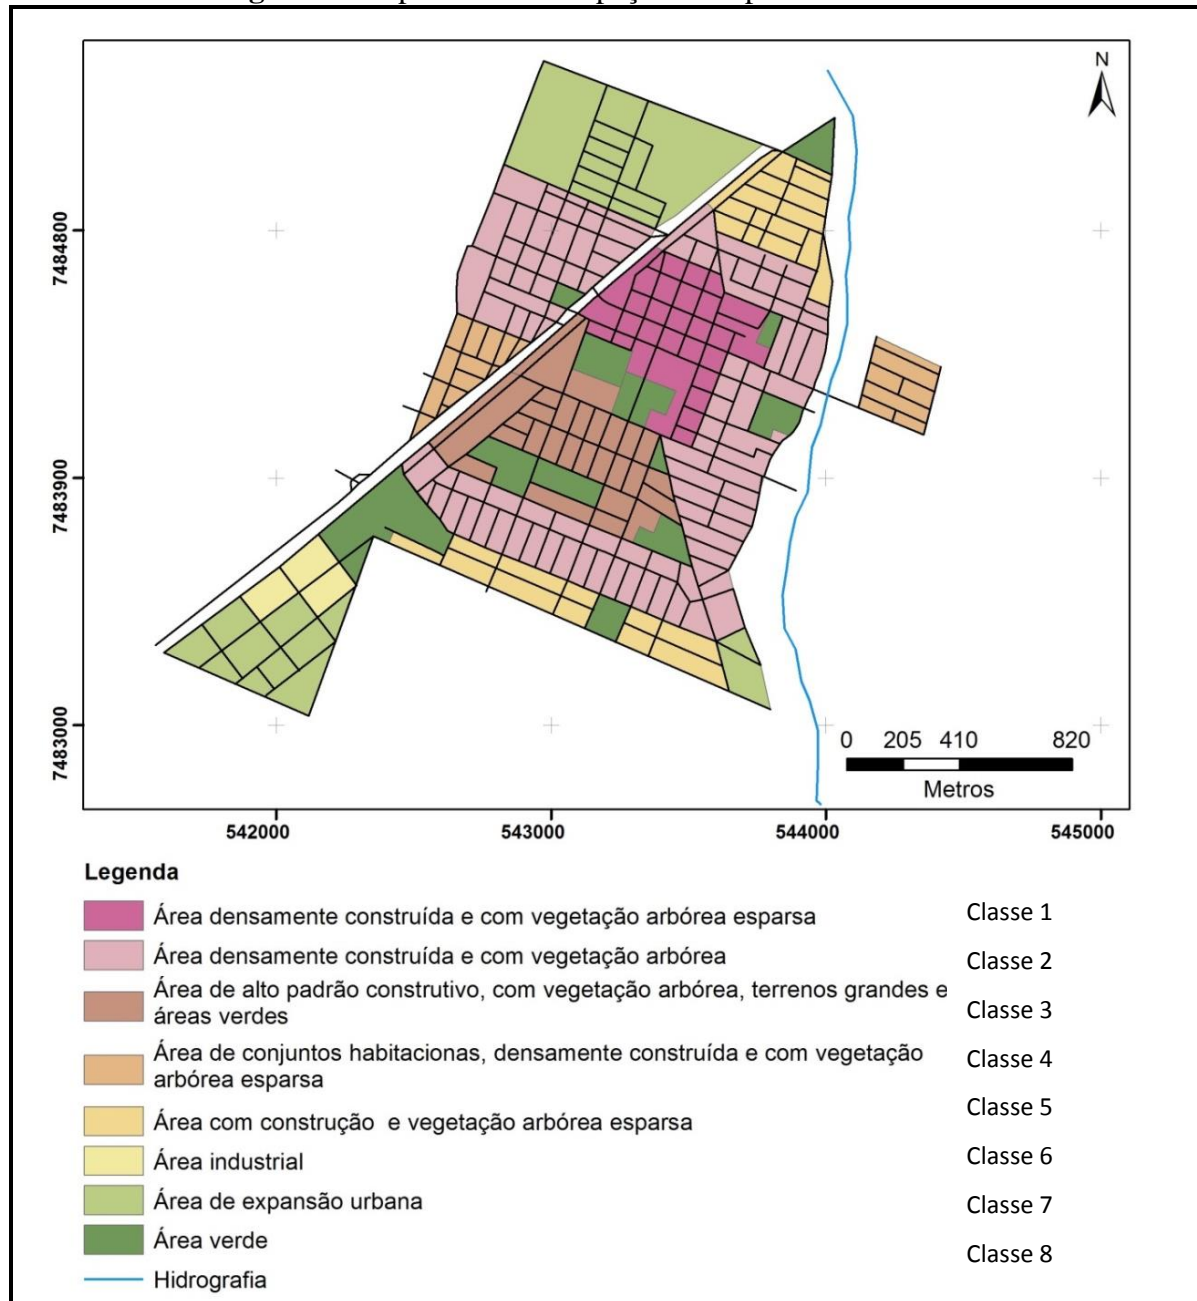 N
7484800
7483900
7483000
0 205 410 820
Metros
542000 543000 544000 545000
Legenda
Área densamente construída e com vegetação arbórea esparsa Classe 1
Área densamente construída e com vegetação arbórea Classe 2
Área de alto padrão construtivo, com vegetação arbórea, terrenos grandes e
áreas verdes Classe 3
Área de conjuntos habitacionas, densamente construída e com vegetação Classe 4
arbórea esparsa
Área com construção e vegetação arbórea esparsa Classe 5
Área industrial Classe 6
Área de expansão urbana Classe 7
Área verde Classe 8
Hidrografia